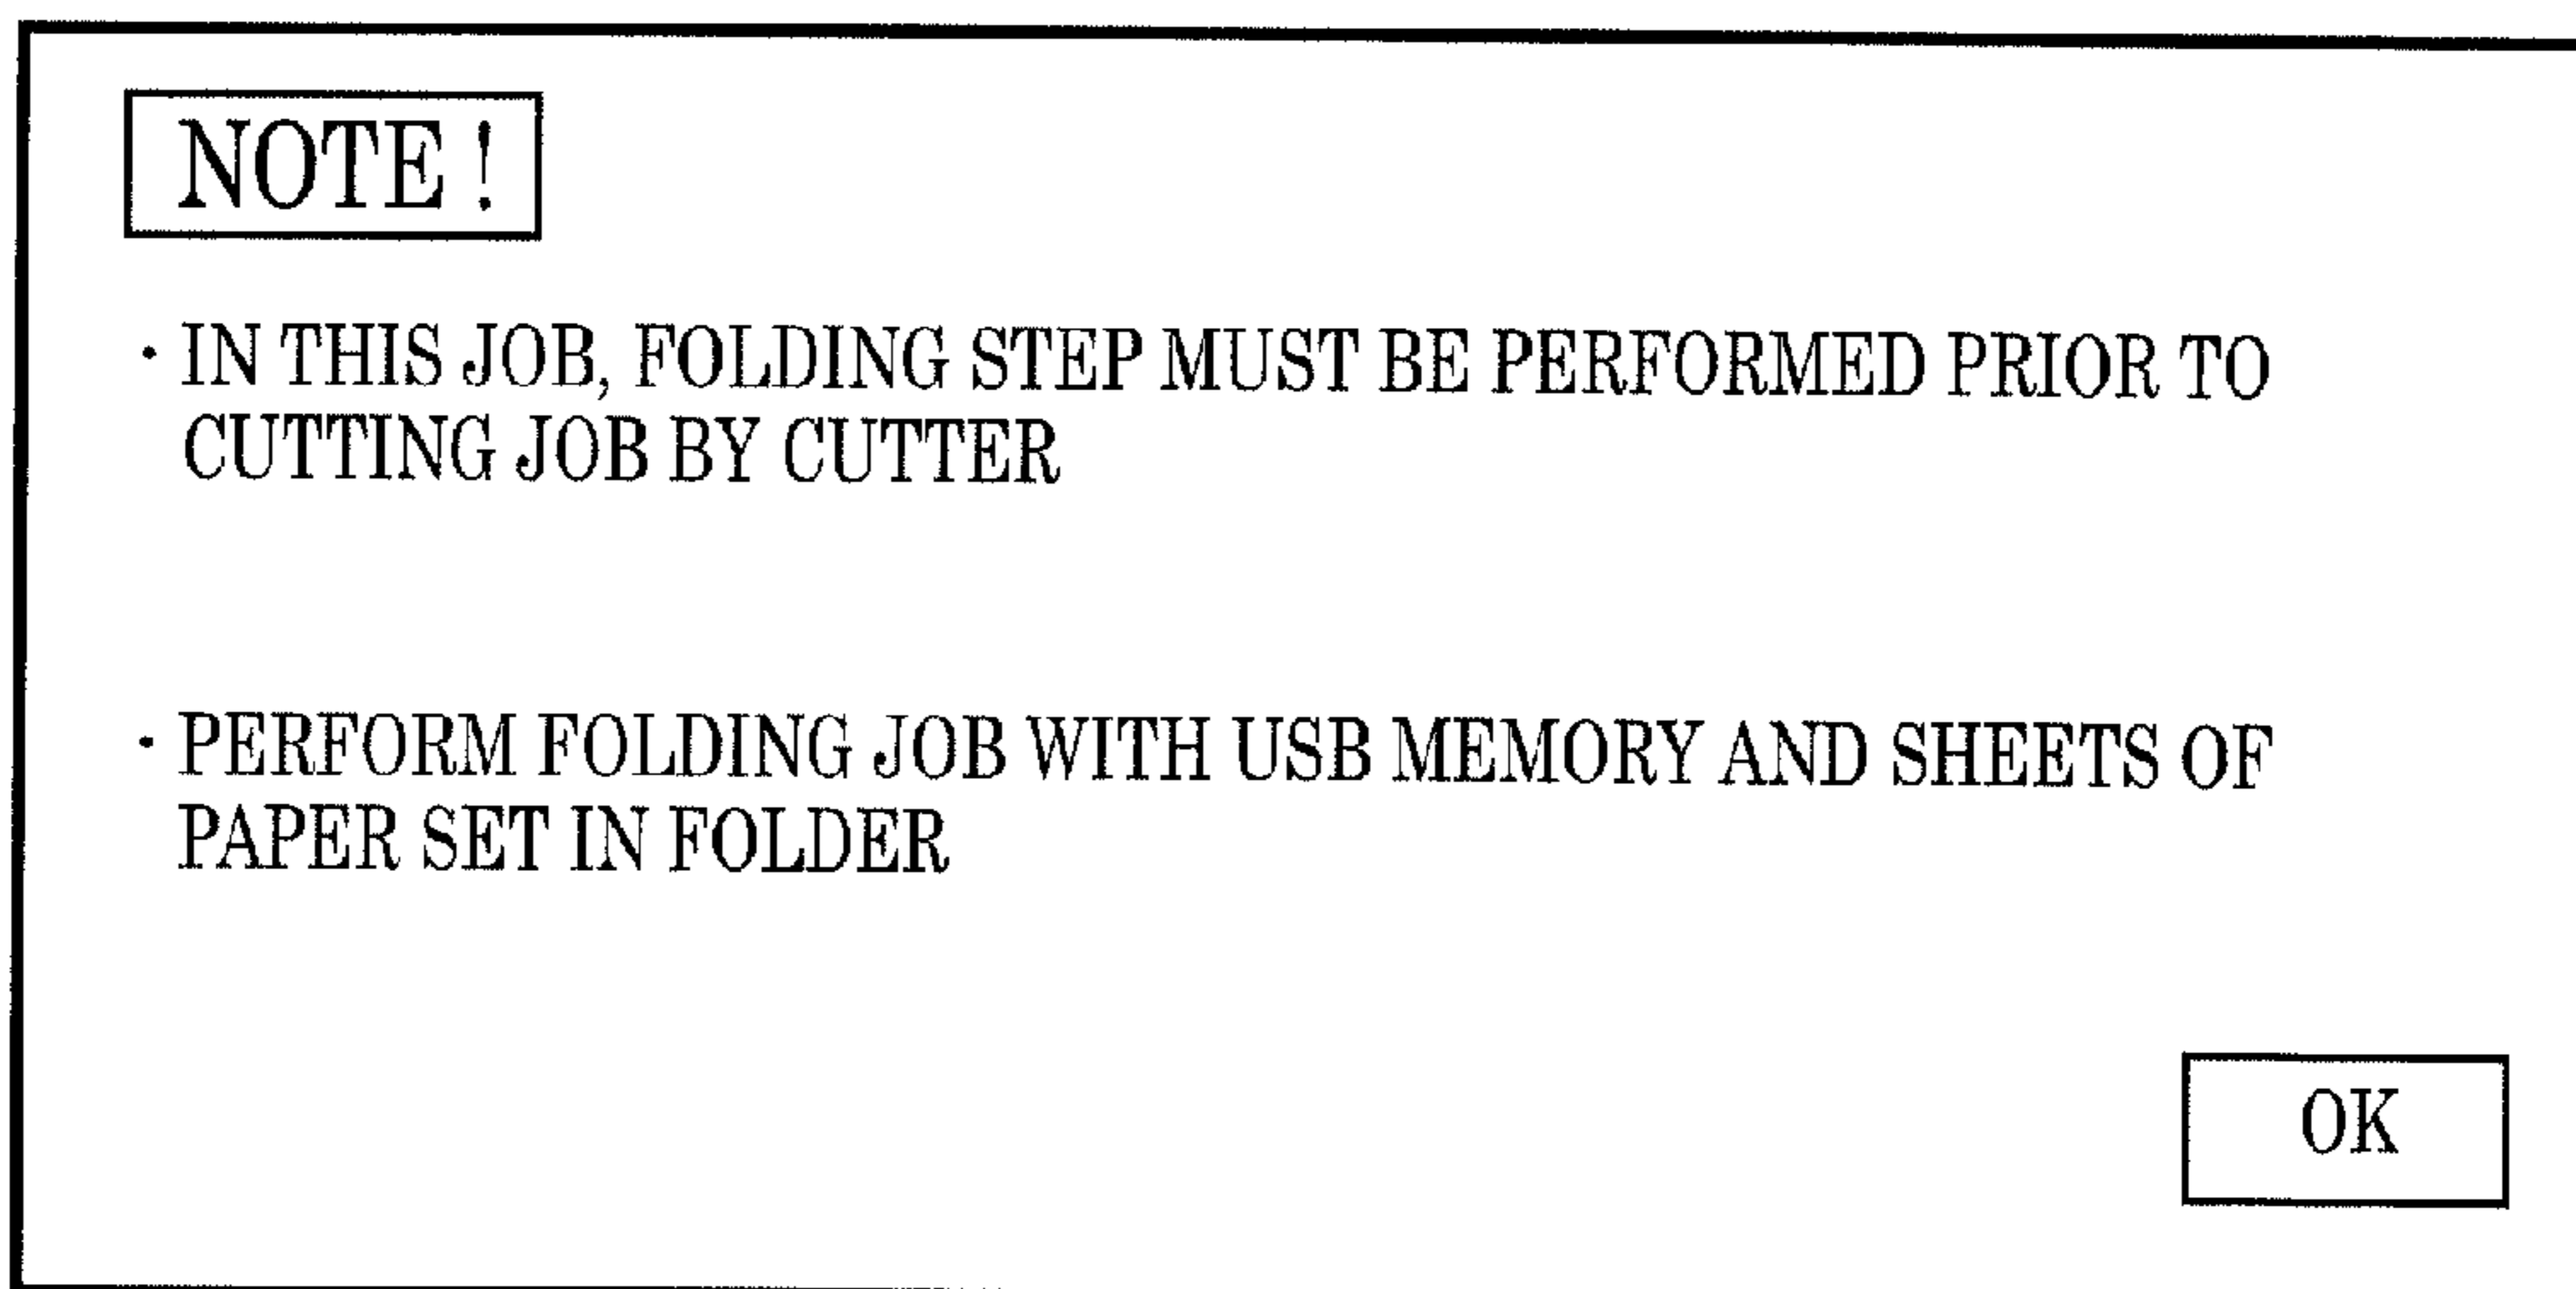 NOTE !
· IN THIS JOB, FOLDING STEP MUST BE PERFORMED PRIOR TO
CUTTING JOB BY CUTTER
· PERFORM FOLDING JOB WITH USB MEMORY AND SHEETS OF
PAPER SET IN FOLDER
OK